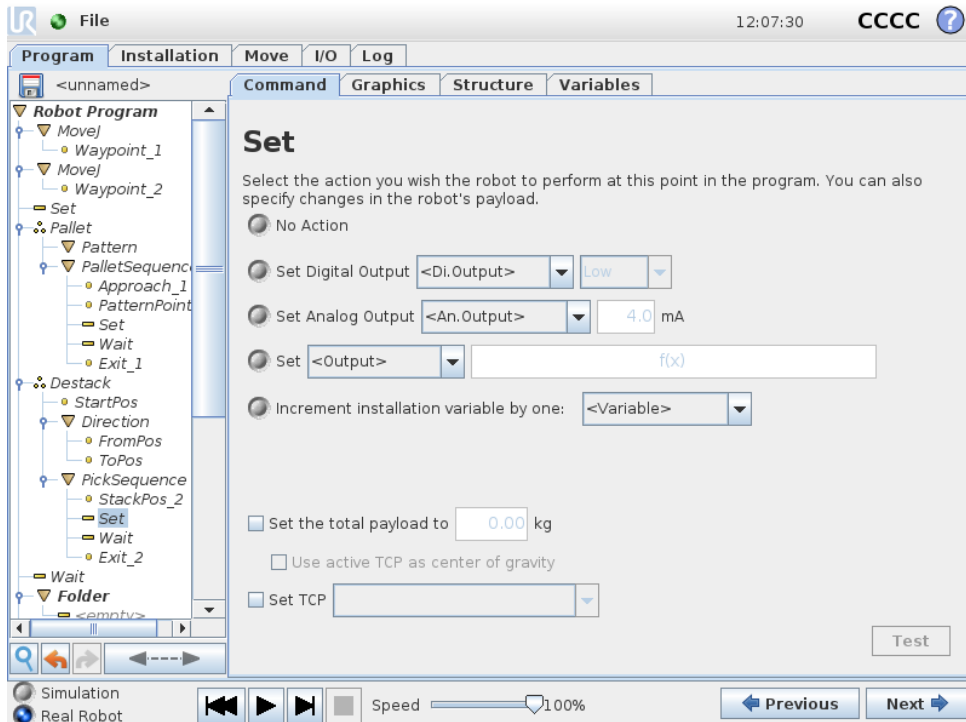 UR File 12:07:30 CCCC ?
Program Installation Move I/O Log
<unnamed>
Command Graphics Structure Variables
Robot Program
MoveJ
Waypoint_1
MoveJ
Waypoint_2
Set
Pallet
Pattern
PalletSequenc
Approach_1
PatternPoint
Set
Wait
Exit_1
Destack
StartPos
Direction
FromPos
ToPos
PickSequence
StackPos_2
Set
Wait
Exit_2
Wait
Folder
<empty>
Set
Select the action you wish the robot to perform at this point in the program. You can also
specify changes in the robot's payload.
No Action
Set Digital Output <Di.Output> Low
Set Analog Output <An.Output> 4.0 mA
Set <Output> f(x)
Increment installation variable by one: <Variable>
Set the total payload to 0.00 kg
Use active TCP as center of gravity
Set TCP
Test
Simulation
Real Robot
Speed 100%
Previous Next